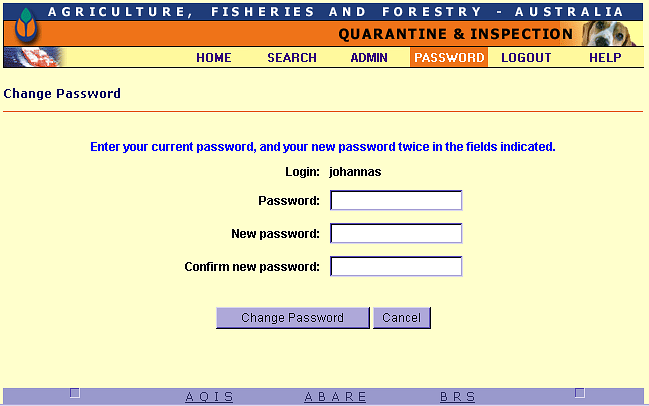 AGRICULTURE, FISHERIES AND FORESTRY - AUSTRALIA
QUARANTINE & INSPECTION
HOME SEARCH ADMIN PASSWORD LOGOUT HELP
Change Password
Enter your current password, and your new password twice in the fields indicated.
Login: johannas
Password:
New password:
Confirm new password:
Change Password Cancel
AQIS ABARE BRS